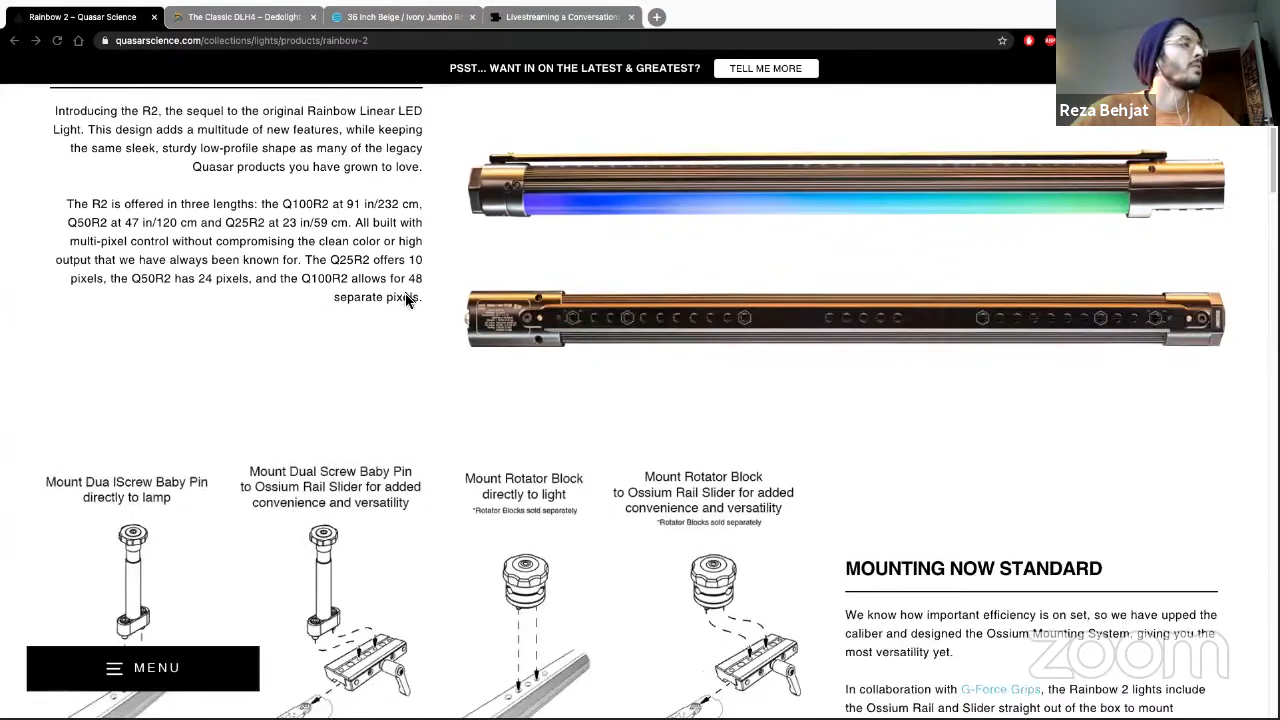 Rainbow 2 – Quasar Science
The Classic DLH4 – Dedolight
36 Inch Beige / Ivory Jumbo R
Livestreaming a Conversation:
quasarscience.com/collections/lights/products/rainbow-2
PSST... WANT IN ON THE LATEST & GREATEST?
TELL ME MORE
Reza Behjat
Introducing the R2, the sequel to the original Rainbow Linear LED
Light. This design adds a multitude of new features, while keeping
the same sleek, sturdy low-profile shape as many of the legacy
Quasar products you have grown to love.
The R2 is offered in three lengths: the Q100R2 at 91 in/232 cm,
Q50R2 at 47 in/120 cm and Q25R2 at 23 in/59 cm. All built with
multi-pixel control without compromising the clean color or high
output that we have always been known for. The Q25R2 offers 10
pixels, the Q50R2 has 24 pixels, and the Q100R2 allows for 48
separate pixels.
Mount Dua lScrew Baby Pin
directly to lamp
Mount Dual Screw Baby Pin
to Ossium Rail Slider for added
convenience and versatility
Mount Rotator Block
directly to light
*Rotator Blocks sold separately
Mount Rotator Block
to Ossium Rail Slider for added
convenience and versatility
*Rotator Blocks sold separately
MOUNTING NOW STANDARD
We know how important efficiency is on set, so we have upped the
caliber and designed the Ossium Mounting System, giving you the
most versatility yet.
In collaboration with G-Force Grips, the Rainbow 2 lights include
the Ossium Rail and Slider straight out of the box to mount
MENU
zoom